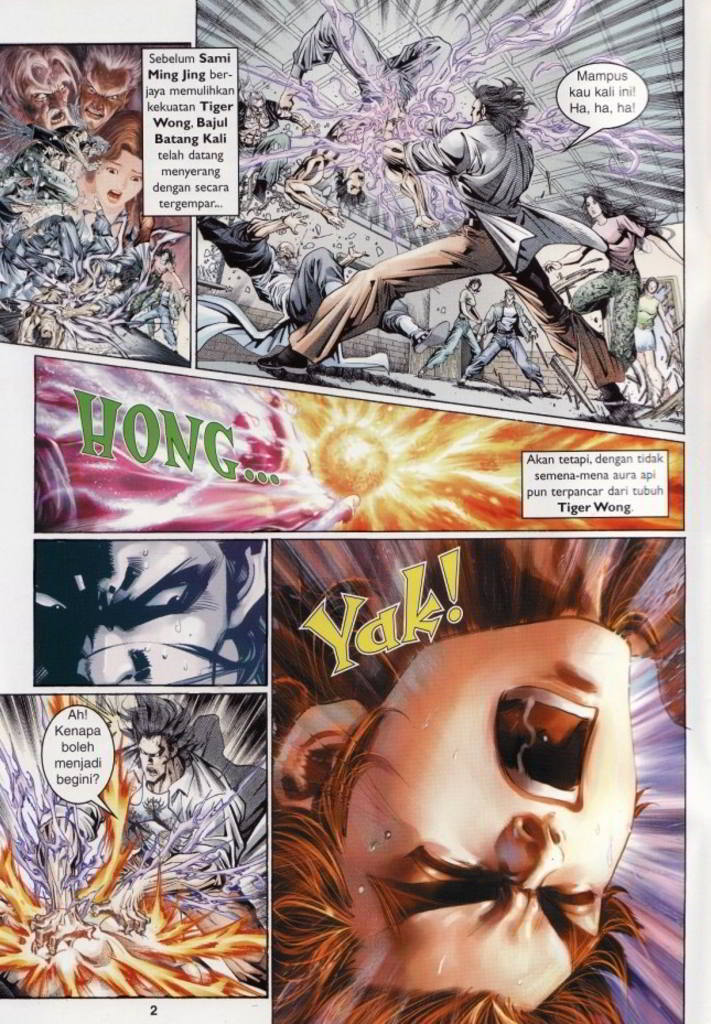 Sebelum Sami
Ming Jing ber-
jaya memulihkan
kekuatan Tiger
Wong, Bajul
Batang Kali
telah datang
menyerang
dengan secara
tergempar...
Mampus
kau kali ini!
Ha, ha, ha!
HONG...
Akan tetapi, dengan tidak
semena-mena aura api
pun terpancar dari tubuh
Tiger Wong.
Yak!
Ah!
Kenapa
boleh
menjadi
begini?
2